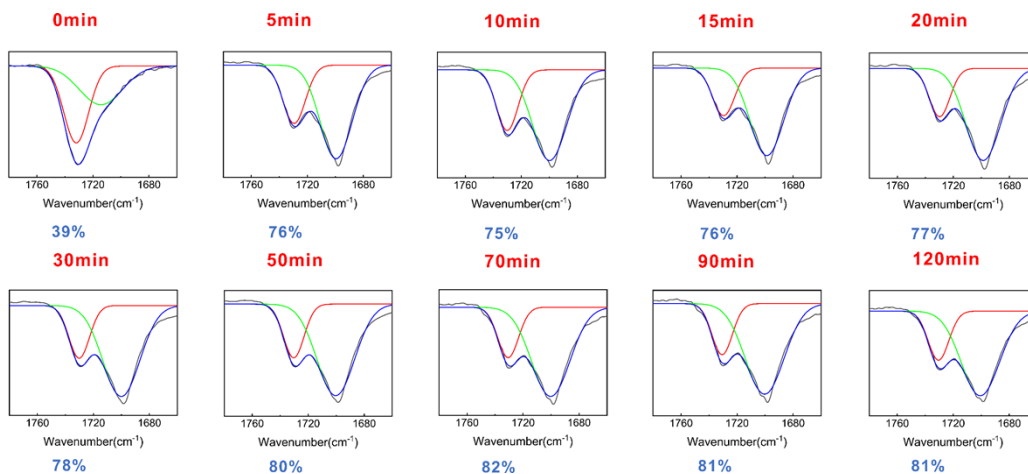 0min 5min 10min 15min 20min
1760 1720 1680 1760 1720 1680 1760 1720 1680 1760 1720 1680 1760 1720 1680
Wavenumber(cm⁻¹) Wavenumber(cm⁻¹) Wavenumber(cm⁻¹) Wavenumber(cm⁻¹) Wavenumber(cm⁻¹)
39% 76% 75% 76% 77%
30min 50min 70min 90min 120min
1760 1720 1680 1760 1720 1680 1760 1720 1680 1760 1720 1680 1760 1720 1680
Wavenumber(cm⁻¹) Wavenumber(cm⁻¹) Wavenumber(cm⁻¹) Wavenumber(cm⁻¹) Wavenumber(cm⁻¹)
78% 80% 82% 81% 81%